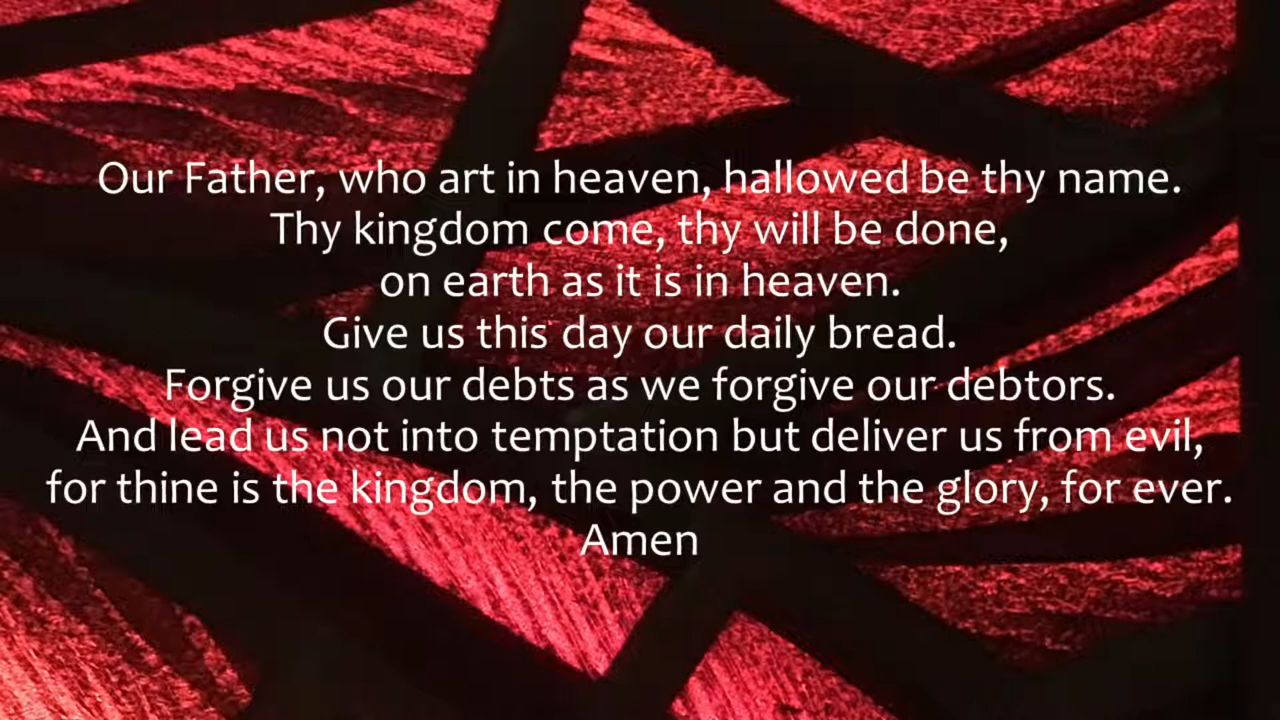 Our Father, who art in heaven, hallowed be thy name.
Thy kingdom come, thy will be done,
on earth as it is in heaven.
Give us this day our daily bread.
Forgive us our debts as we forgive our debtors.
And lead us not into temptation but deliver us from evil,
for thine is the kingdom, the power and the glory, for ever.
Amen